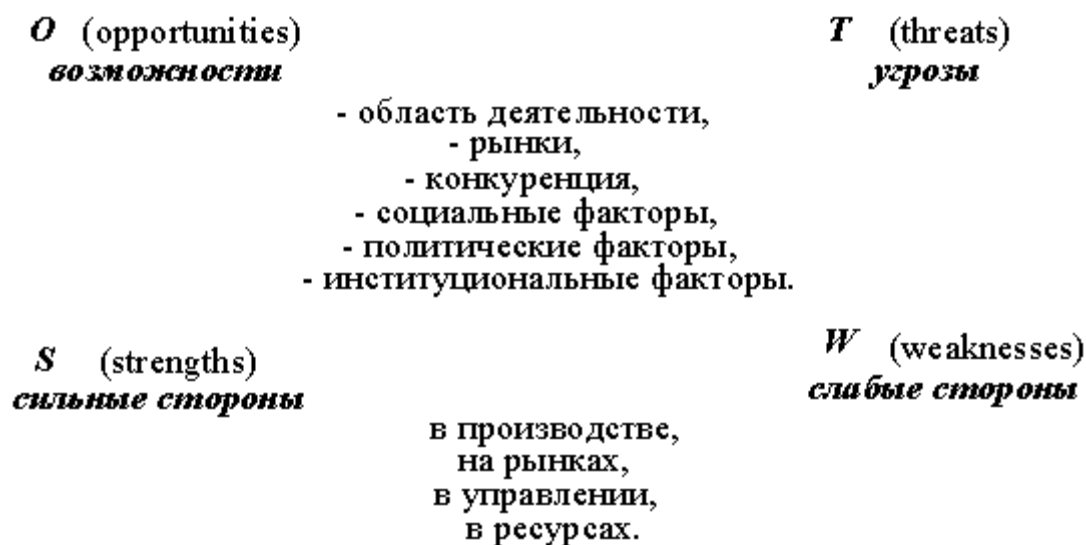 O (opportunities) T (threats)
возможности угрозы
- область деятельности,
- рынки,
- конкуренция,
- социальные факторы,
- политические факторы,
- институциональные факторы.
S (strengths) W (weaknesses)
сильные стороны слабые стороны
в производстве,
на рынках,
в управлении,
в ресурсах.